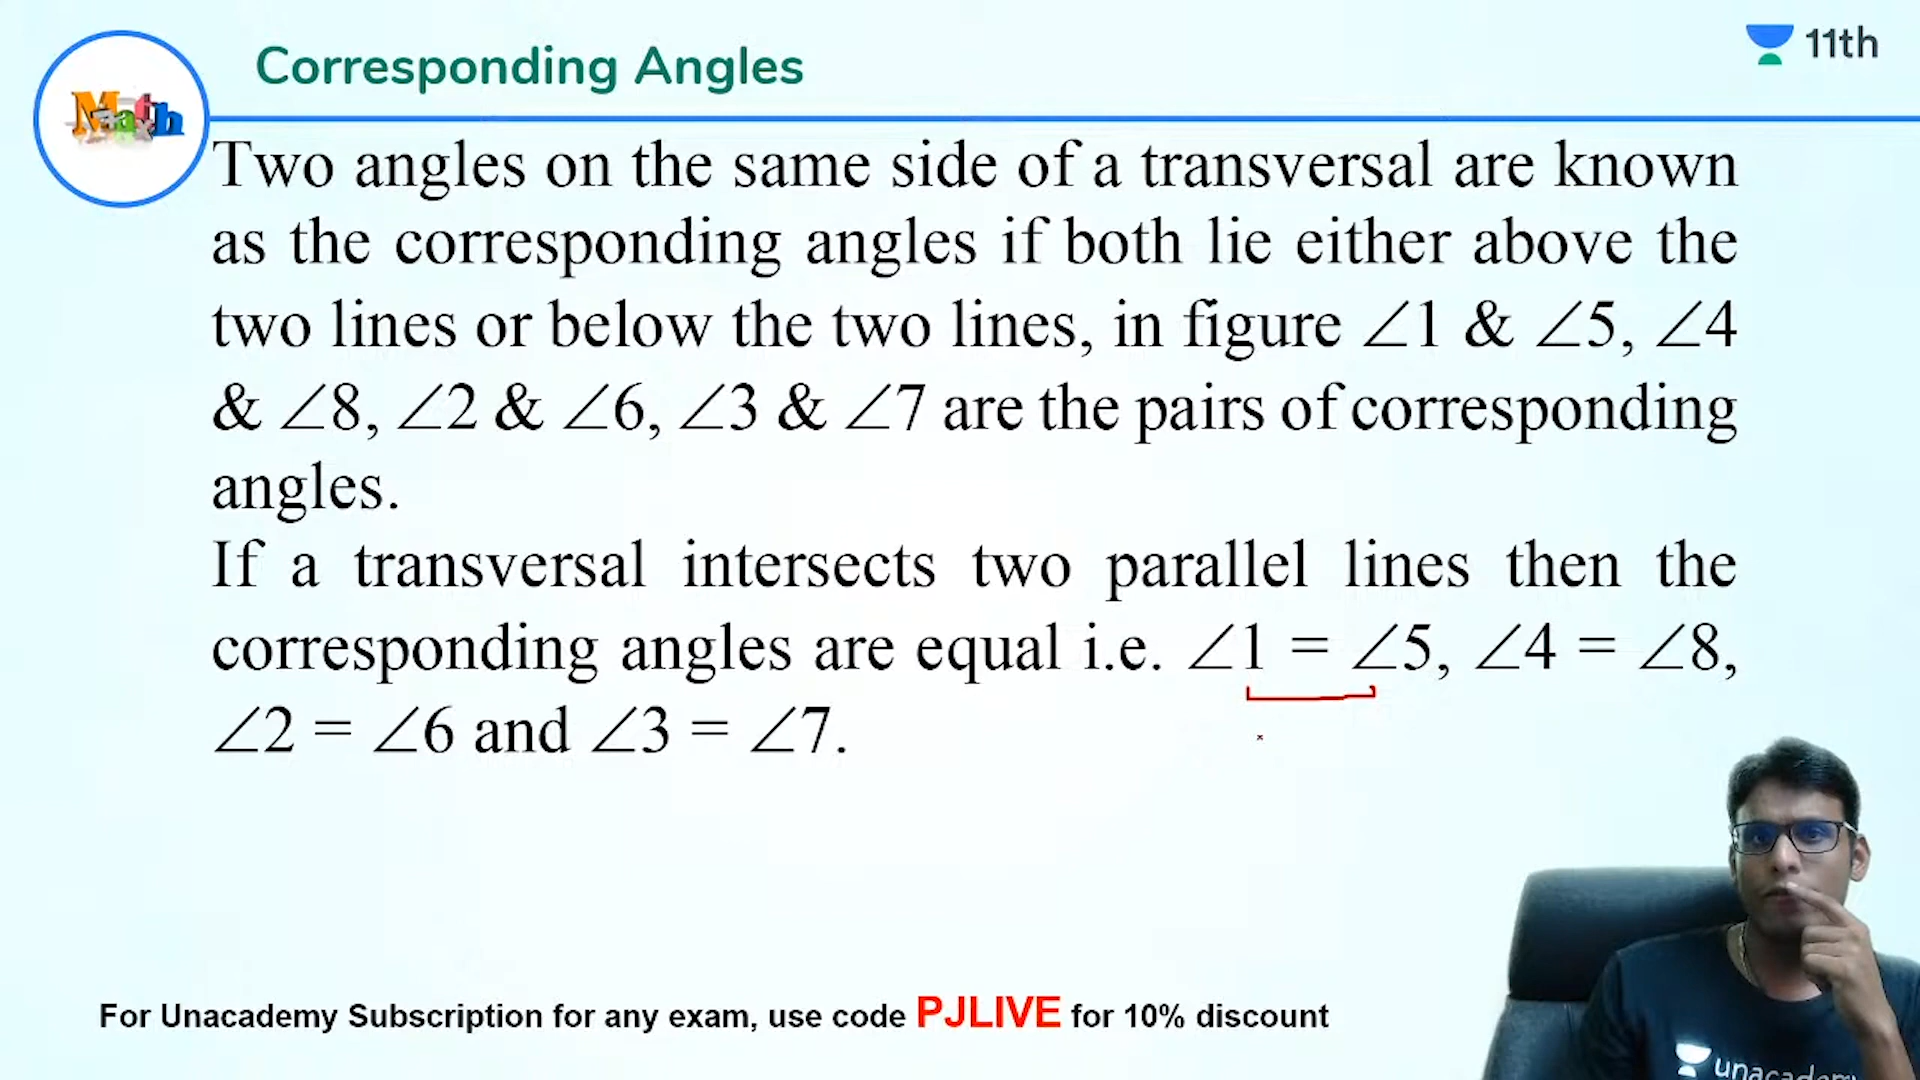 Corresponding Angles
11th
Math
Two angles on the same side of a transversal are known
as the corresponding angles if both lie either above the
two lines or below the two lines, in figure ∠1 & ∠5, ∠4
& ∠8, ∠2 & ∠6, ∠3 & ∠7 are the pairs of corresponding
angles.
If a transversal intersects two parallel lines then the
corresponding angles are equal i.e. ∠1 = ∠5, ∠4 = ∠8,
∠2 = ∠6 and ∠3 = ∠7.
For Unacademy Subscription for any exam, use code PJLIVE for 10% discount
unacademy